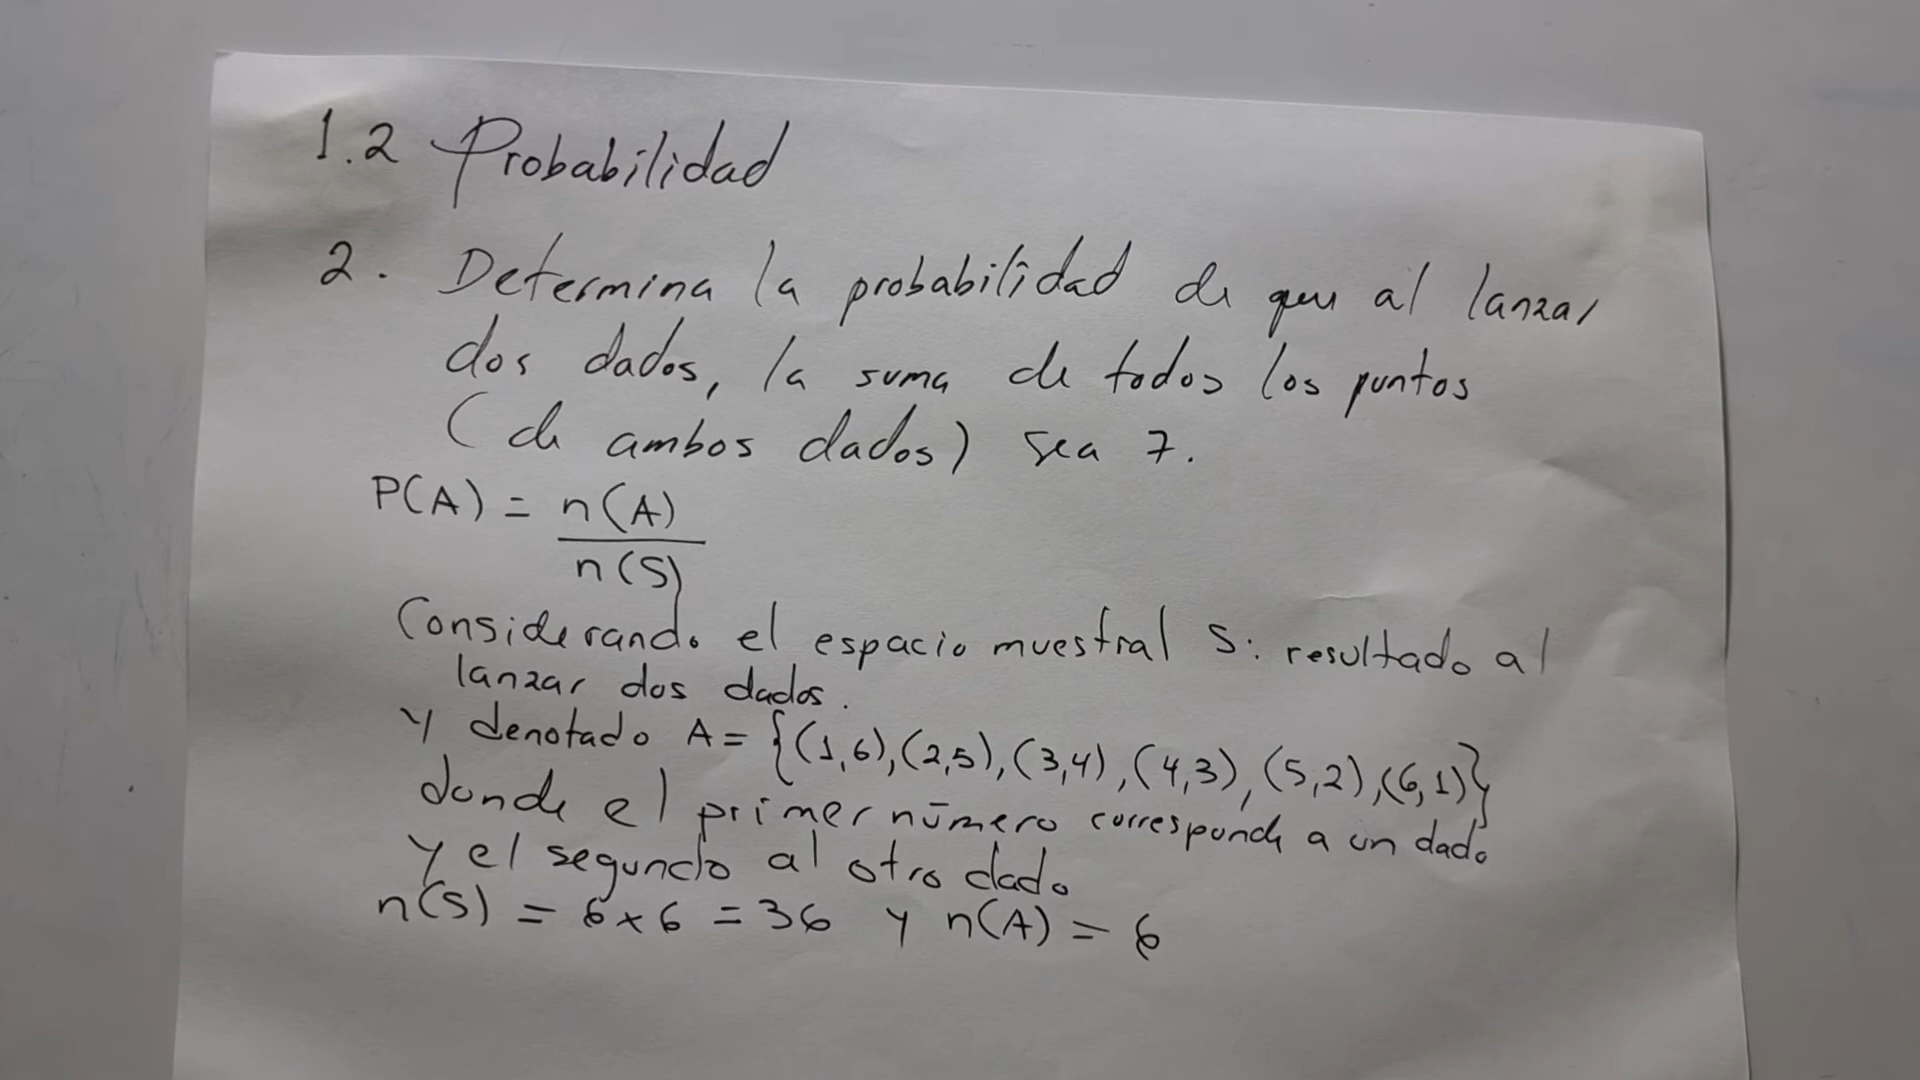 1.2 Probabilidad
2. Determina la probabilidad de que al lanzar
dos dados, la suma de todos los puntos
(de ambos dados) sea 7.
P(A) = n(A)
n(S)
Considerando el espacio muestral S: resultado al
lanzar dos dados.
Y denotado A = {(1,6),(2,5),(3,4),(4,3),(5,2),(6,1)}
donde el primer número corresponde a un dado
y el segundo al otro dado
n(S) = 6x6 = 36 y n(A) = 6